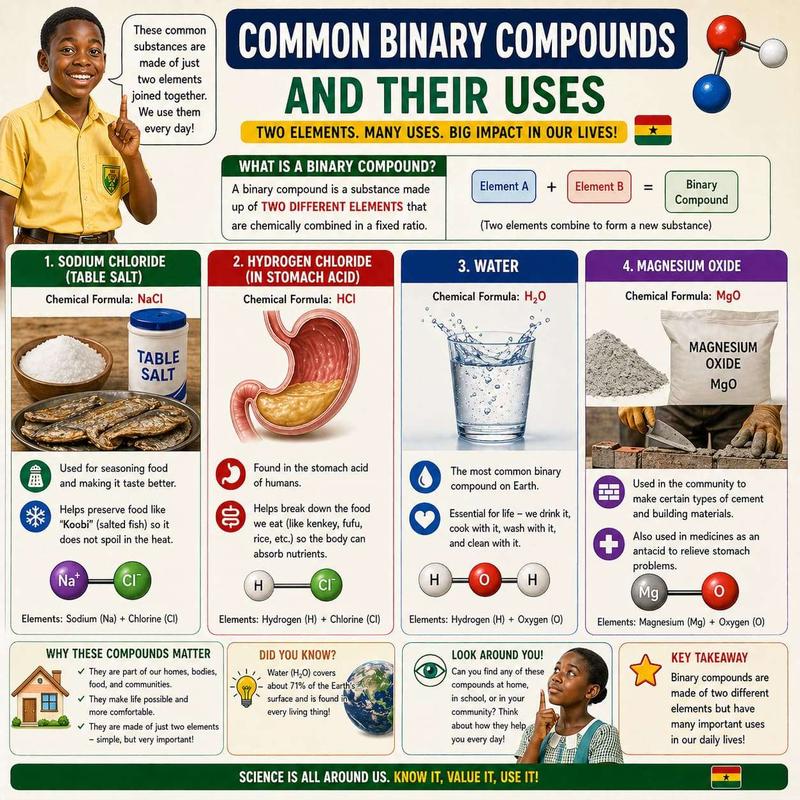 These common
substances are
made of just
two elements
joined together.
We use them
every day!
COMMON BINARY COMPOUNDS
AND THEIR USES
TWO ELEMENTS. MANY USES. BIG IMPACT IN OUR LIVES!
WHAT IS A BINARY COMPOUND?
A binary compound is a substance made
up of TWO DIFFERENT ELEMENTS that
are chemically combined in a fixed ratio.
Element A + Element B = Binary
Compound
(Two elements combine to form a new substance)
1. SODIUM CHLORIDE
(TABLE SALT)
Chemical Formula: NaCl
TABLE
SALT
Used for seasoning food
and making it taste better.
Helps preserve food like
"Koobi" (salted fish) so it
does not spoil in the heat.
Na⁺ Cl⁻
Elements: Sodium (Na) + Chlorine (Cl)
2. HYDROGEN CHLORIDE
(IN STOMACH ACID)
Chemical Formula: HCl
Found in the stomach acid
of humans.
Helps break down the food
we eat (like kenkey, fufu,
rice, etc.) so the body can
absorb nutrients.
H Cl⁻
Elements: Hydrogen (H) + Chlorine (Cl)
3. WATER
Chemical Formula: H₂O
The most common binary
compound on Earth.
Essential for life – we drink it,
cook with it, wash with it,
and clean with it.
H O H
Elements: Hydrogen (H) + Oxygen (O)
4. MAGNESIUM OXIDE
Chemical Formula: MgO
MAGNESIUM
OXIDE
MgO
Used in the community to
make certain types of cement
and building materials.
Also used in medicines as an
antacid to relieve stomach
problems.
Mg O
Elements: Magnesium (Mg) + Oxygen (O)
WHY THESE COMPOUNDS MATTER
✓ They are part of our homes, bodies,
food, and communities.
✓ They make life possible and
more comfortable.
✓ They are made of just two elements
– simple, but very important!
DID YOU KNOW?
Water (H₂O) covers
about 71% of the Earth's
surface and is found in
every living thing!
LOOK AROUND YOU!
Can you find any of these
compounds at home,
in school, or in your
community? Think
about how they help
you every day!
KEY TAKEAWAY
Binary compounds are
made of two different
elements but have
many important uses
in our daily lives!
SCIENCE IS ALL AROUND US. KNOW IT, VALUE IT, USE IT!